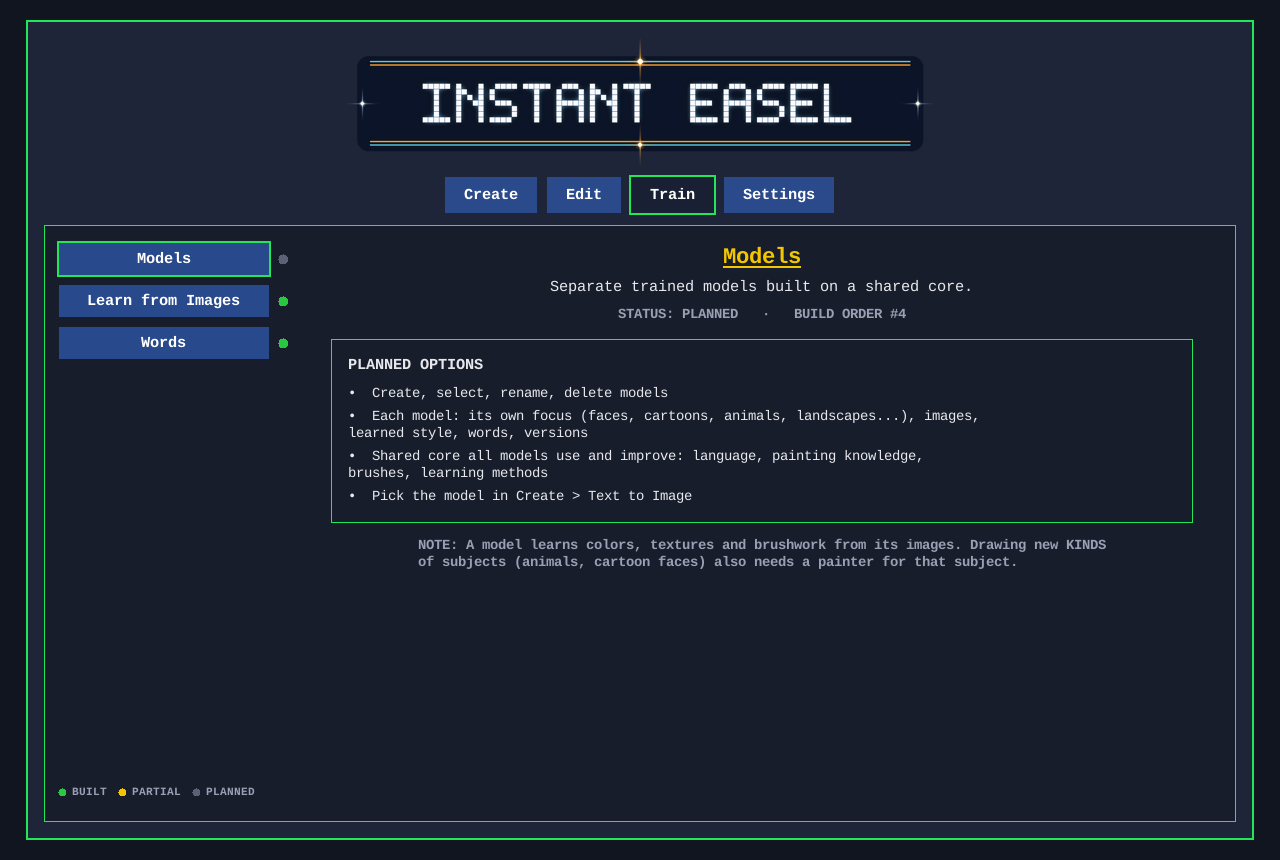 INSTANT EASEL
Create Edit Train Settings
Models
Learn from Images
Words
Models
Separate trained models built on a shared core.
STATUS: PLANNED · BUILD ORDER #4
PLANNED OPTIONS
• Create, select, rename, delete models
• Each model: its own focus (faces, cartoons, animals, landscapes...), images,
learned style, words, versions
• Shared core all models use and improve: language, painting knowledge,
brushes, learning methods
• Pick the model in Create > Text to Image
NOTE: A model learns colors, textures and brushwork from its images. Drawing new KINDS
of subjects (animals, cartoon faces) also needs a painter for that subject.
BUILT PARTIAL PLANNED